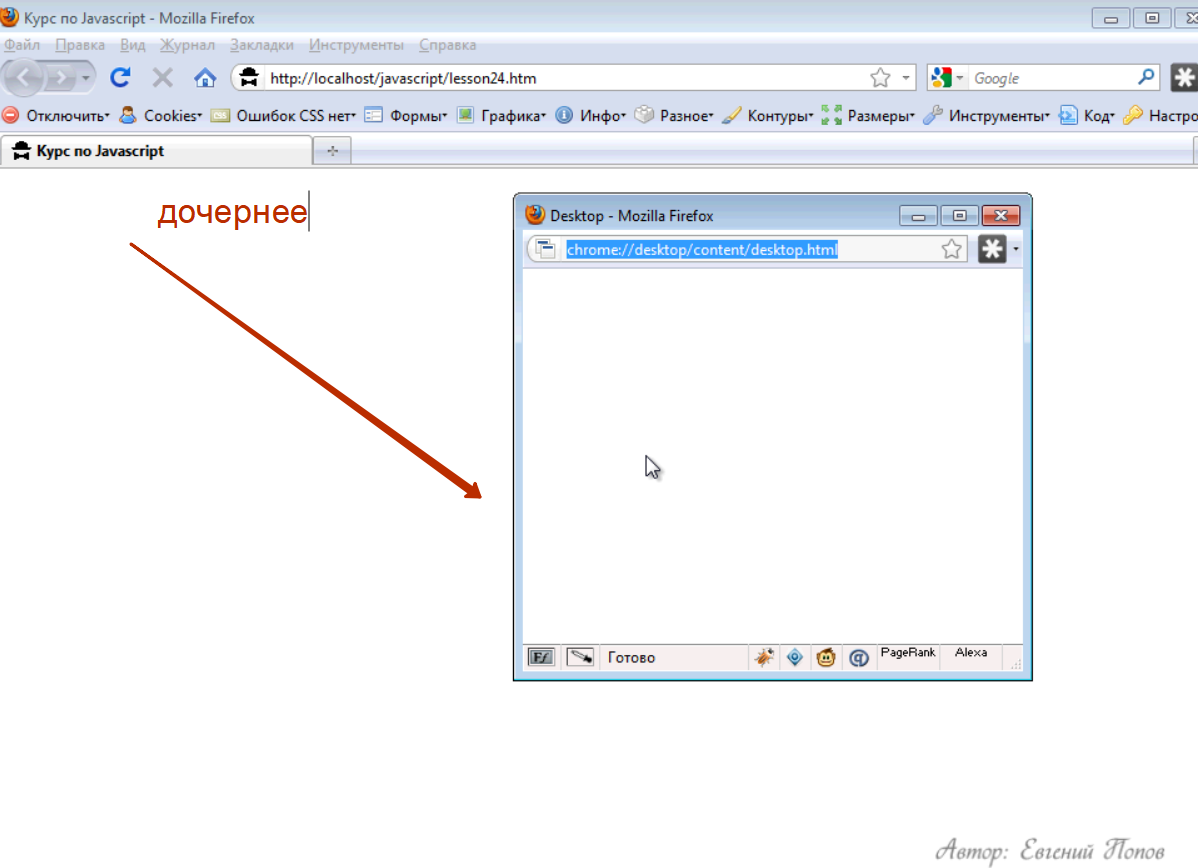 Курс по Javascript - Mozilla Firefox
Файл Правка Вид Журнал Закладки Инструменты Справка
http://localhost/javascript/lesson24.htm Google
Отключить Cookies Ошибок CSS нет Формы Графика Инфо Разное Контуры Размеры Инструменты Код Настро
Курс по Javascript
дочернее
Desktop - Mozilla Firefox
chrome://desktop/content/desktop.html
Готово PageRank Alexa
Автор: Евгений Попов